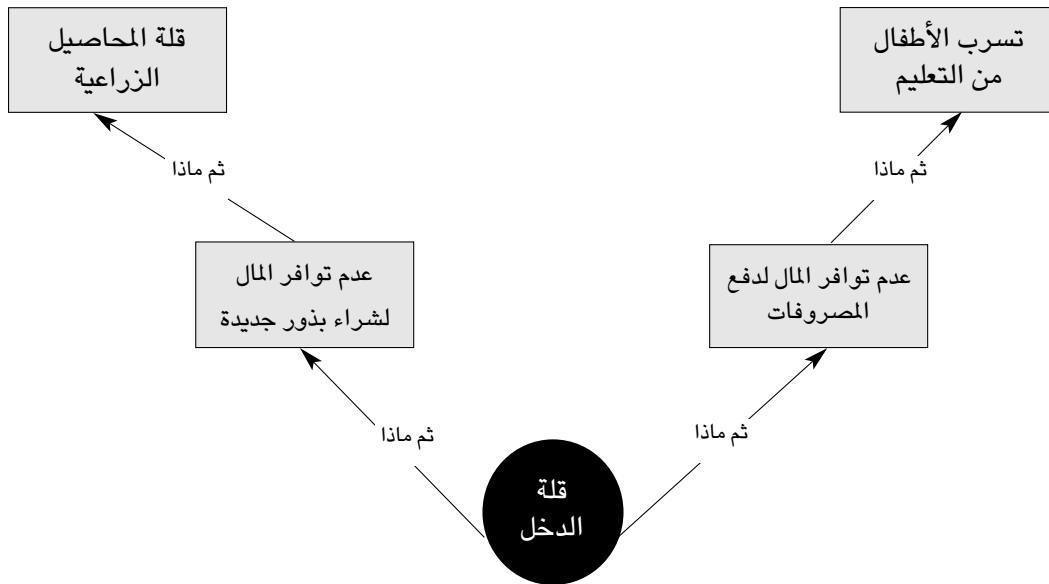 تسرب الأطفال
من التعليم
قلة المحاصيل
الزراعية
ثم ماذا
ثم ماذا
عدم توافر المال لدفع
المصروفات
عدم توافر المال
لشراء بذور جديدة
ثم ماذا
ثم ماذا
قلة
الدخل